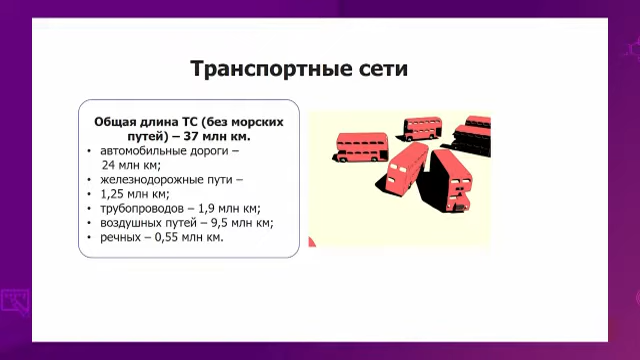 Транспортные сети
Общая длина ТС (без морских
путей) – 37 млн км.
• автомобильные дороги –
24 млн км;
• железнодорожные пути –
• 1,25 млн км;
• трубопроводов – 1,9 млн км;
• воздушных путей – 9,5 млн км;
• речных – 0,55 млн км.